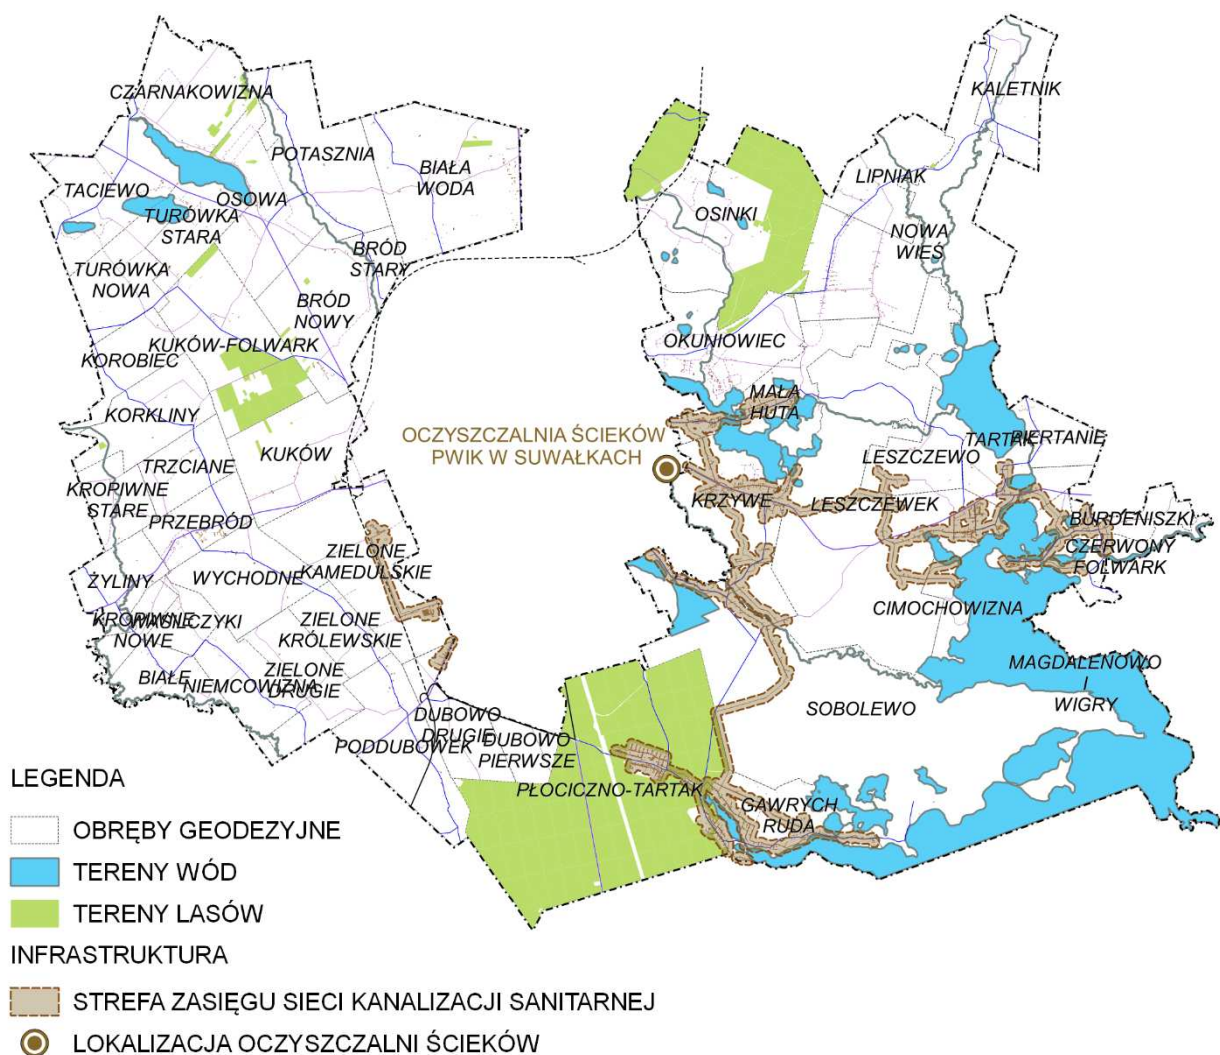 KALETNIK
CZARNAKOWIZNA
POTASZNIA
BIAŁA
WODA
LIPNIAK
TACIEWO
OSOWA
TURÓWKA
STARA
OSINKI
NOWA
WIEŚ
BRÓD
STARY
TURÓWKA
NOWA
BRÓD
NOWY
KUKÓW-FOLWARK
OKUNIOWIEC
KOROBIEC
MAŁA
HUTA
KORKLINY
OCZYSZCZALNIA ŚCIEKÓW
PWIK W SUWAŁKACH
TARTAK
PIERTANIE
KUKÓW
LESZCZEWO
TRZCIANE
KROPIWNE
STARE
KRZYWE
LESZCZEWEK
PRZEBRÓD
BURDENISZKI
CZERWONY
FOLWARK
ZIELONE
KAMEDULSKIE
ŻYLINY
WYCHODNE
CIMOCHOWIZNA
KROPIWNE
NOWE
WASILCZYKI
ZIELONE
KRÓLEWSKIE
MAGDALENOWO
I
WIGRY
BIAŁE
NIEMCOWIZNA
ZIELONE
DRUGIE
SOBOLEWO
DUBOWO
DRUGIE
PODDUBÓWEK
DUBOWO
PIERWSZE
PŁOCICZNO-TARTAK
GAWRYCH
RUDA
LEGENDA
OBRĘBY GEODEZYJNE
TERENY WÓD
TERENY LASÓW
INFRASTRUKTURA
STREFA ZASIĘGU SIECI KANALIZACJI SANITARNEJ
LOKALIZACJA OCZYSZCZALNI ŚCIEKÓW